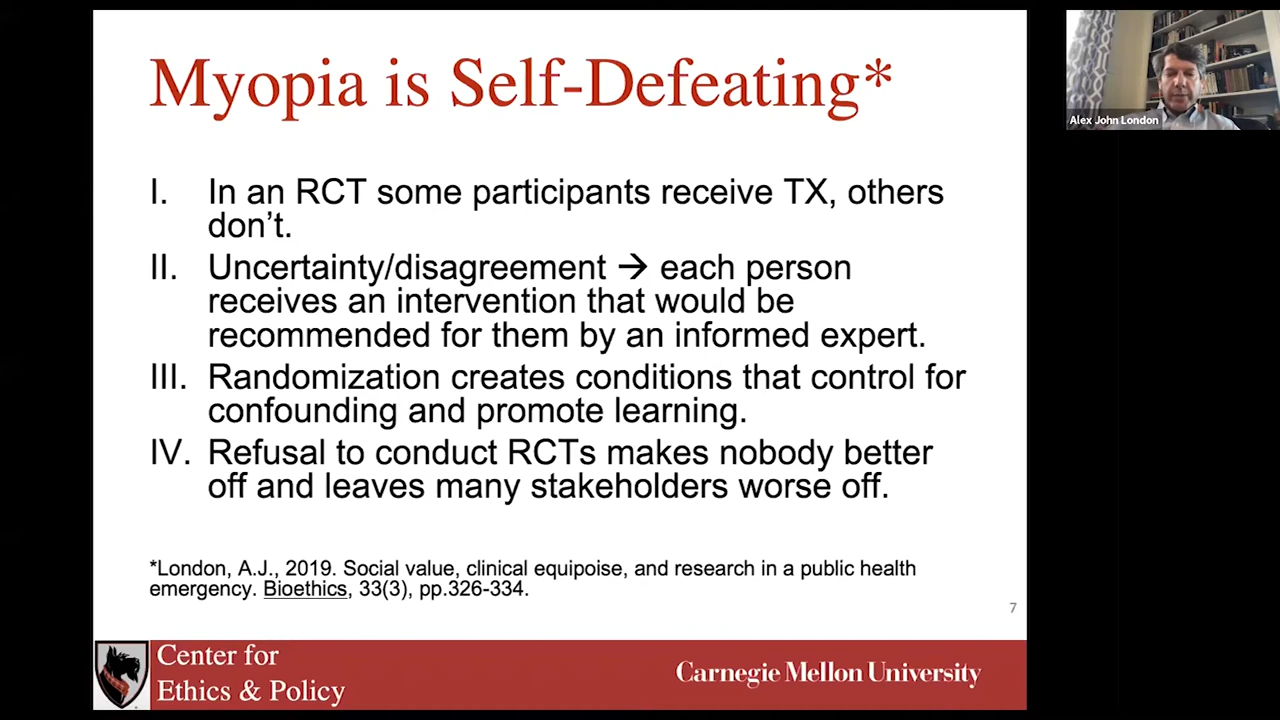 Myopia is Self-Defeating*
I. In an RCT some participants receive TX, others
don’t.
II. Uncertainty/disagreement → each person
receives an intervention that would be
recommended for them by an informed expert.
III. Randomization creates conditions that control for
confounding and promote learning.
IV. Refusal to conduct RCTs makes nobody better
off and leaves many stakeholders worse off.
*London, A.J., 2019. Social value, clinical equipoise, and research in a public health
emergency. Bioethics, 33(3), pp.326-334.
7
Center for
Ethics & Policy
Carnegie Mellon University
Alex John London